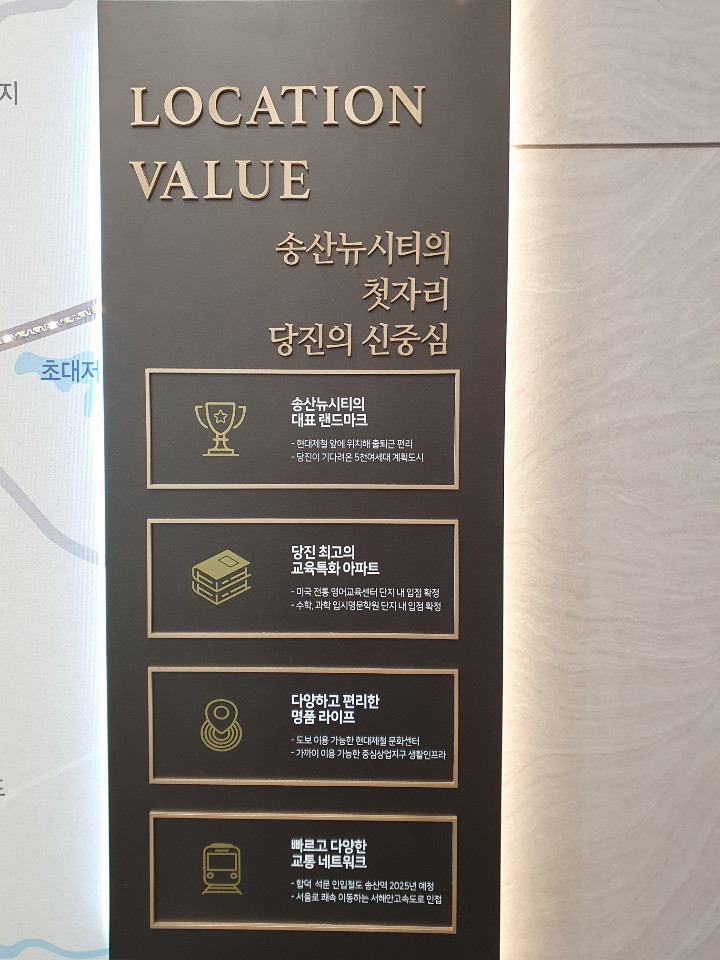 지
초대저
LOCATION
VALUE
송산뉴시티의
첫자리
당진의 신중심
송산뉴시티의
대표 랜드마크
- 현대제철 앞에 위치해 출퇴근 편리
- 당진이 기다려온 5천여세대 계획도시
당진 최고의
교육특화 아파트
- 미국 전통 영어교육센터 단지 내 입점 확정
- 수학, 과학 입시명문학원 단지 내 입점 확정
다양하고 편리한
명품 라이프
- 도보 이용 가능한 현대제철 문화센터
- 가까이 이용 가능한 중심상업지구 생활인프라
빠르고 다양한
교통 네트워크
- 합덕 석문 인입철도 송산역 2025년 예정
- 서울로 쾌속 이동하는 서해안고속도로 인접